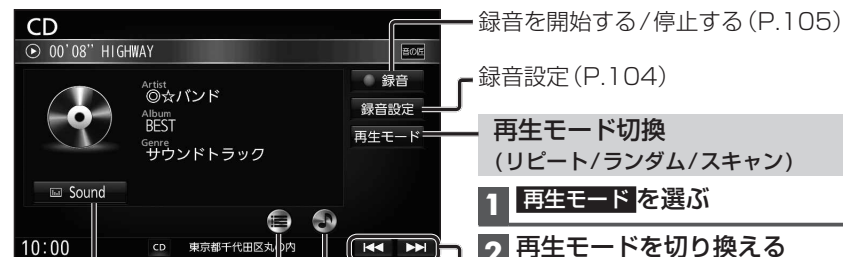 CD
00'08'' HIGHWAY
音の匠
Artist
◎☆バンド
Album
BEST
Genre
サウンドトラック
録音
録音設定
再生モード
Sound
10:00
CD
東京都千代田区丸の内
録音を開始する/停止する(P.105)
録音設定(P.104)
再生モード切換
(リピート/ランダム/スキャン)
1 再生モードを選ぶ
2 再生モードを切り換える